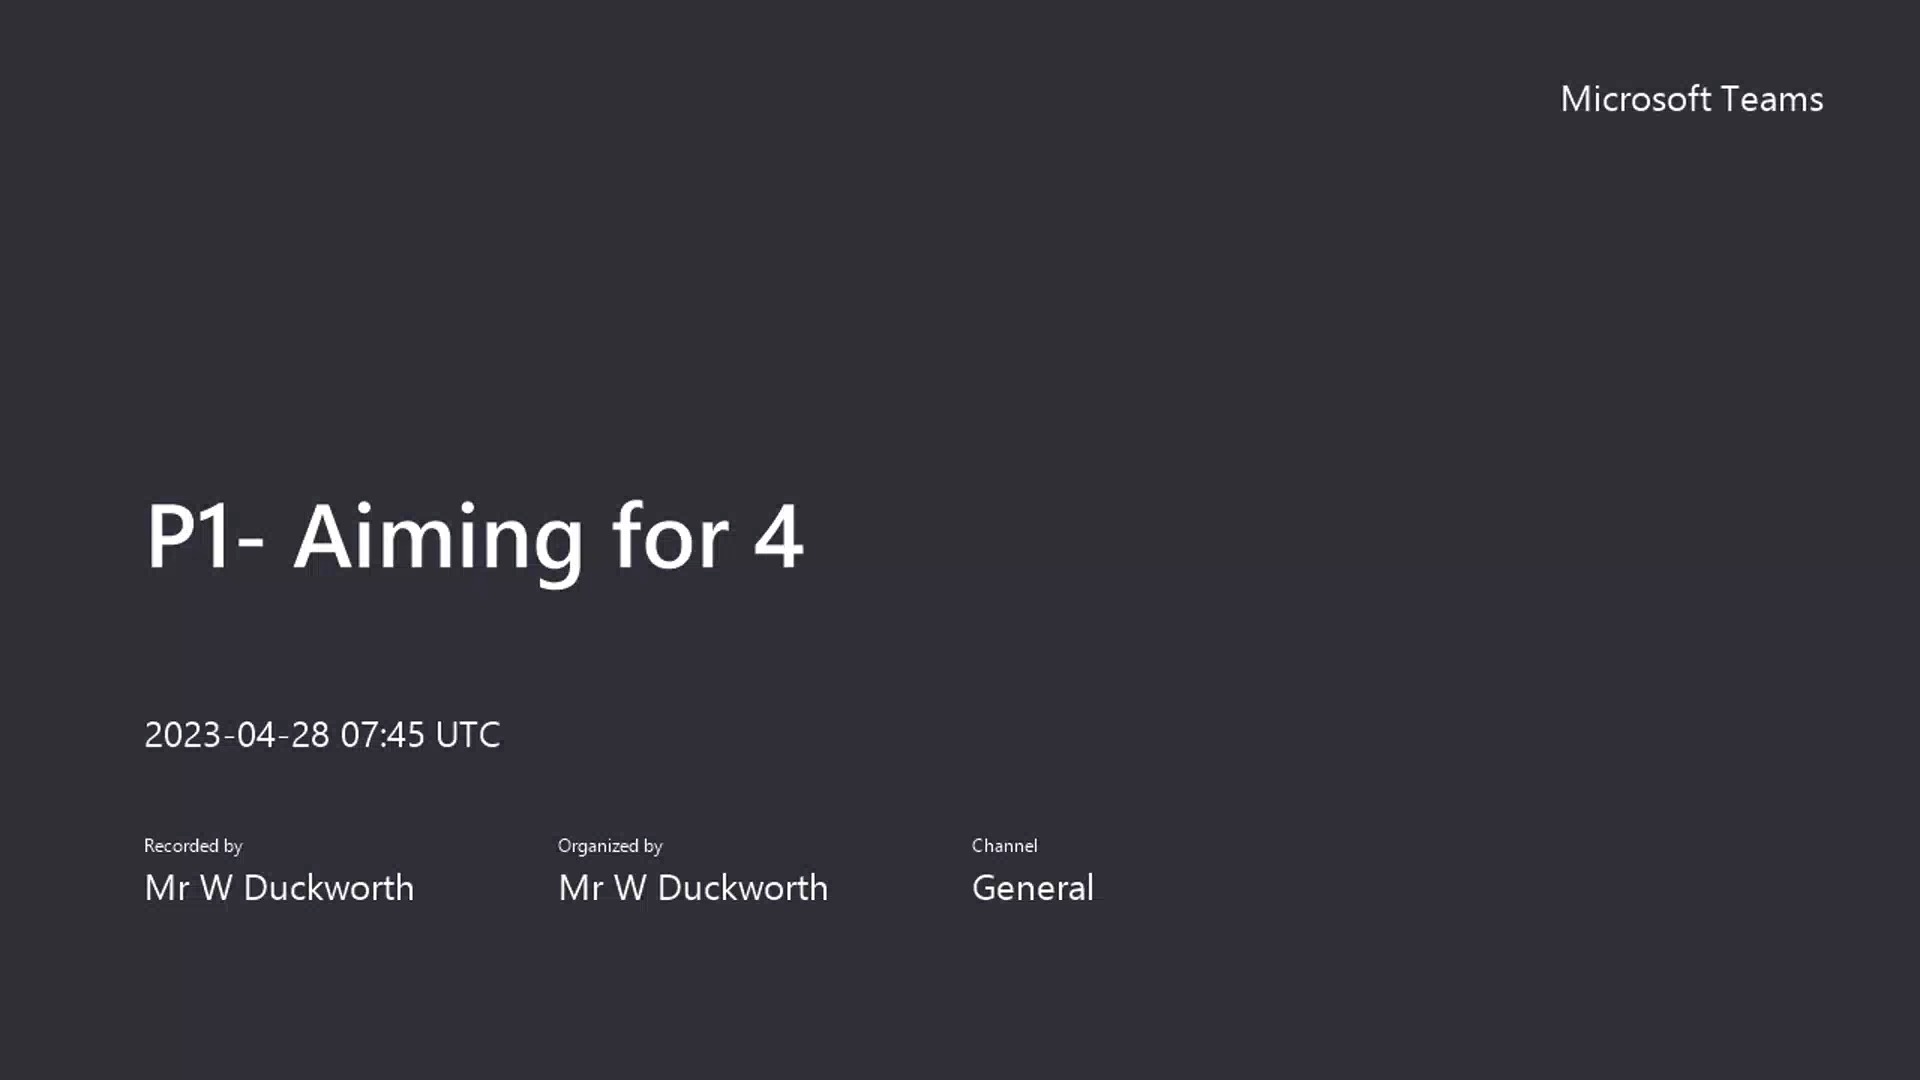 Microsoft Teams
P1- Aiming for 4
2023-04-28 07:45 UTC
Recorded by
Mr W Duckworth
Organized by
Mr W Duckworth
Channel
General